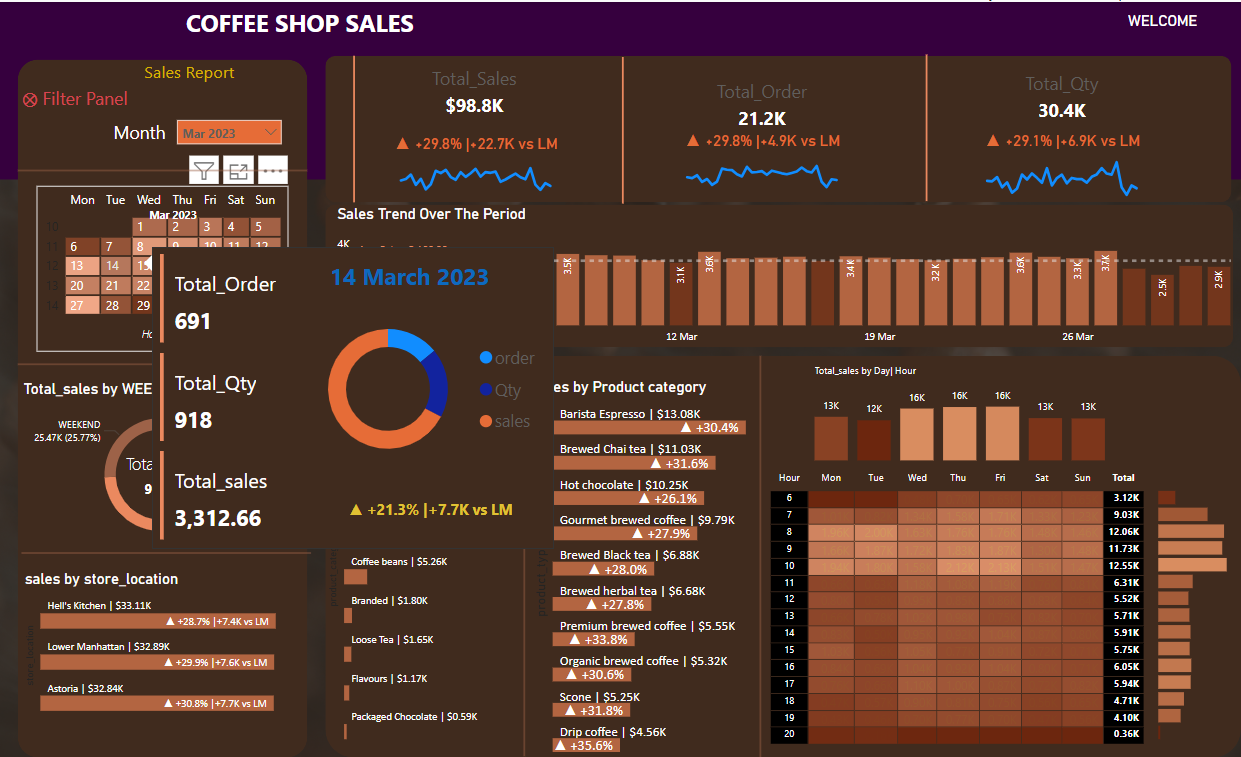 COFFEE SHOP SALES
WELCOME
Sales Report
Filter Panel
Month
Mar 2023
Mon Tue Wed Thu Fri Sat Sun
Mar 2023
10 1 2 3 4 5
11 6 7 8 9 10 11 12
12 13 14 15
13 20 21 22
14 27 28 29
Total_Sales
$98.8K
▲ +29.8% |+22.7K vs LM
Total_Order
21.2K
▲ +29.8% |+4.9K vs LM
Total_Qty
30.4K
▲ +29.1% |+6.9K vs LM
Sales Trend Over The Period
4K
3.5K
3.1K
3.6K
3.4K
3.2K
3.6K
3.3K
3.7K
2.5K
2.9K
12 Mar
19 Mar
26 Mar
14 March 2023
Total_Order
691
Total_Qty
918
Total_sales
3,312.66
order
Qty
sales
▲ +21.3% |+7.7K vs LM
Total_sales by WEE
WEEKEND
25.47K (25.77%)
Tota
9
sales by store_location
store_location
Hell's Kitchen | $33.11K
▲ +28.7% |+7.4K vs LM
Lower Manhattan | $32.89K
▲ +29.9% |+7.6K vs LM
Astoria | $32.84K
▲ +30.8% |+7.7K vs LM
Coffee beans | $5.26K
Branded | $1.80K
Loose Tea | $1.65K
Flavours | $1.17K
Packaged Chocolate | $0.59K
es by Product category
product_typ
Barista Espresso | $13.08K
▲ +30.4%
Brewed Chai tea | $11.03K
▲ +31.6%
Hot chocolate | $10.25K
▲ +26.1%
Gourmet brewed coffee | $9.79K
▲ +27.9%
Brewed Black tea | $6.88K
▲ +28.0%
Brewed herbal tea | $6.68K
▲ +27.8%
Premium brewed coffee | $5.55K
▲ +33.8%
Organic brewed coffee | $5.32K
▲ +30.6%
Scone | $5.25K
▲ +31.8%
Drip coffee | $4.56K
▲ +35.6%
Total_sales by Day| Hour
13K 12K 16K 16K 16K 13K 13K
Hour Mon Tue Wed Thu Fri Sat Sun Total
6 3.12K
7 9.03K
8 12.06K
9 11.73K
10 12.55K
11 6.31K
12 5.52K
13 5.71K
14 5.91K
15 5.75K
16 6.05K
17 5.94K
18 4.71K
19 4.10K
20 0.36K